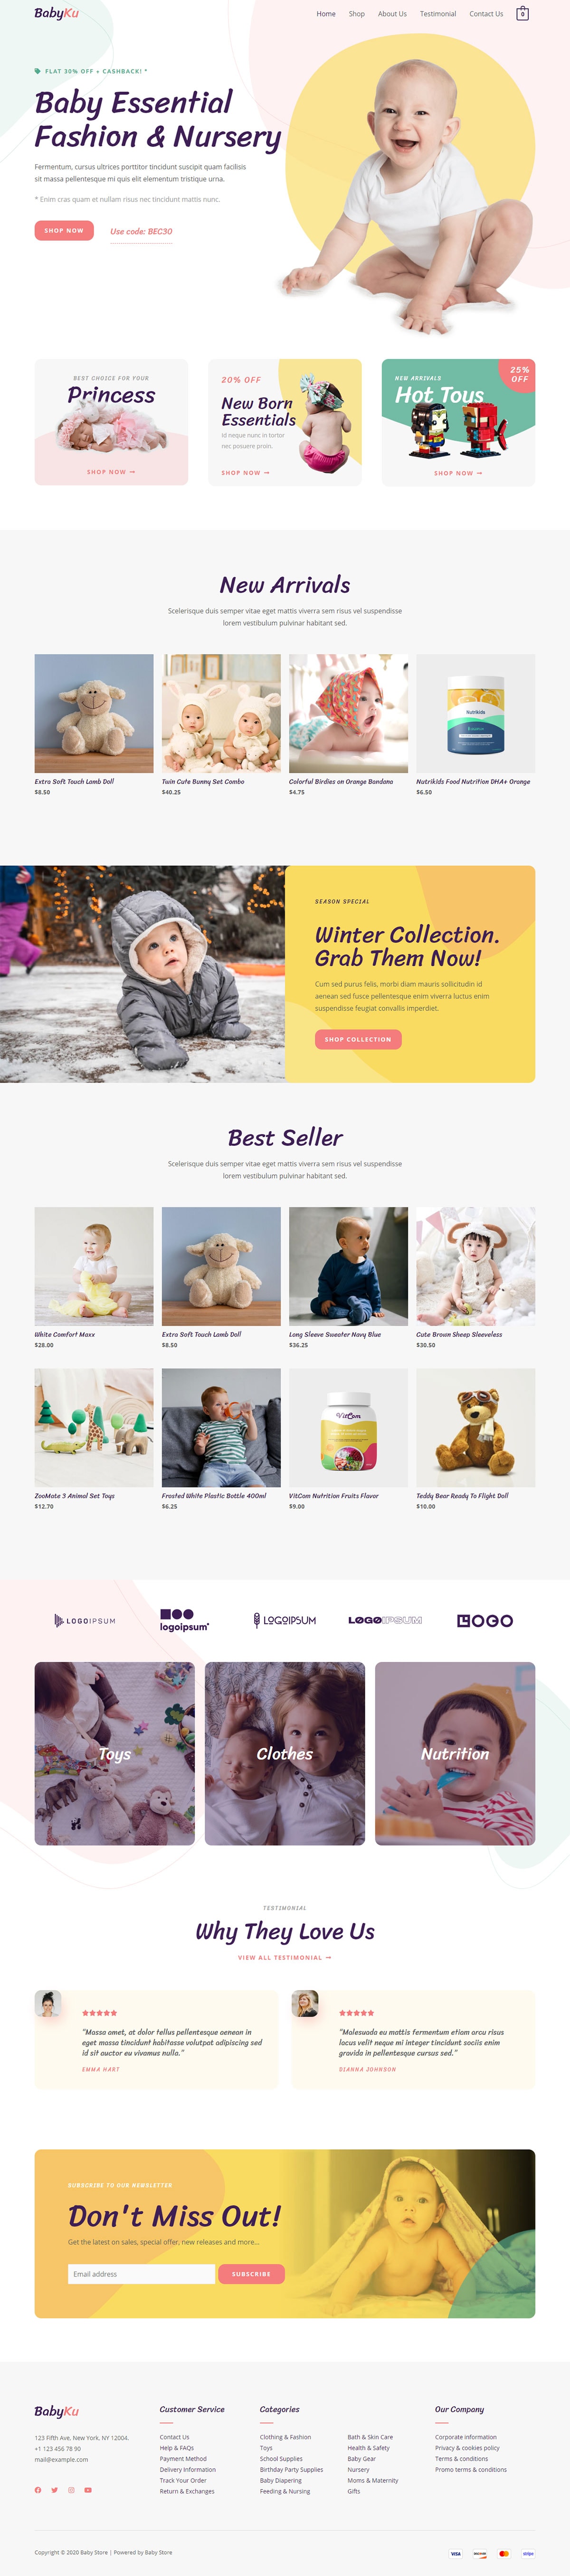 BabyKu
Home Shop About Us Testimonial Contact Us 0
FLAT 30% OFF + CASHBACK! *
Baby Essential
Fashion & Nursery
Fermentum, cursus ultrices porttitor tincidunt suscipit quam facilisis
sit massa pellentesque mi quis elit elementum tristique urna.
* Enim cras quam et nullam risus nec tincidunt mattis nunc.
SHOP NOW
Use code: BEC30
BEST CHOICE FOR YOUR
Princess
SHOP NOW
20% OFF
New Born
Essentials
Id neque nunc in tortor
nec posuere proin.
SHOP NOW
25%
OFF
NEW ARRIVALS
Hot Toys
SHOP NOW
New Arrivals
Scelerisque duis semper vitae eget mattis viverra sem risus vel suspendisse
lorem vestibulum pulvinar habitant sed.
Nutrikids
Extra Soft Touch Lamb Doll
$8.50
Twin Cute Bunny Set Combo
$40.25
Colorful Birdies on Orange Bandana
$4.75
Nutrikids Food Nutrition DHA+ Orange
$6.50
SEASON SPECIAL
Winter Collection.
Grab Them Now!
Cum sed purus felis, morbi diam mauris sollicitudin id
aenean sed fusce pellentesque enim viverra luctus enim
suspendisse feugiat convallis imperdiet.
SHOP COLLECTION
Best Seller
Scelerisque duis semper vitae eget mattis viverra sem risus vel suspendisse
lorem vestibulum pulvinar habitant sed.
White Comfort Maxx
$28.00
Extra Soft Touch Lamb Doll
$8.50
Long Sleeve Sweater Navy Blue
$36.25
Cute Brown Sheep Sleeveless
$30.50
VitCom
ZooMate 3 Animal Set Toys
$12.70
Frosted White Plastic Bottle 400ml
$6.25
VitCom Nutrition Fruits Flavor
$9.00
Teddy Bear Ready To Flight Doll
$10.00
LOGOIPSUM
logoipsum
LOGOIPSUM
LOGOIPSUM
LOGO
Toys
Clothes
Nutrition
TESTIMONIAL
Why They Love Us
VIEW ALL TESTIMONIAL
"Massa amet, at dolor tellus pellentesque aenean in
eget massa tincidunt habitasse volutpat adipiscing sed
id sit auctor eu vivamus nulla."
EMMA HART
"Malesuada eu mattis fermentum etiam arcu risus
lacus velit neque mi integer tincidunt sociis enim
gravida in pellentesque cursus sed."
DIANNA JOHNSON
SUBSCRIBE TO OUR NEWSLETTER
Don't Miss Out!
Get the latest on sales, special offer, new releases and more...
Email address
SUBSCRIBE
BabyKu
123 Fifth Ave, New York, NY 12004.
+1 123 456 78 90
mail@example.com
Customer Service
Contact Us
Help & FAQs
Payment Method
Delivery Information
Track Your Order
Return & Exchanges
Categories
Clothing & Fashion
Toys
School Supplies
Birthday Party Supplies
Baby Diapering
Feeding & Nursing
Bath & Skin Care
Health & Safety
Baby Gear
Nursery
Moms & Maternity
Gifts
Our Company
Corporate information
Privacy & cookies policy
Terms & conditions
Promo terms & conditions
Copyright © 2020 Baby Store | Powered by Baby Store
VISA
stripe